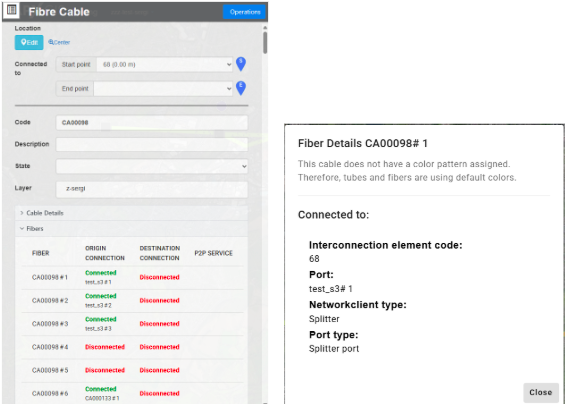 Fibre Cable
Operations
Location
Edit
Center
Connected to
Start point
68 (0.00 m)
S
End point
E
Code
CA00098
Description
State
Layer
z-sergi
> Cable Details
Fibers
FIBER
ORIGIN CONNECTION
DESTINATION CONNECTION
P2P SERVICE
CA00098 #1
Connected
test_s3 #1
Disconnected
CA00098 #2
Connected
test_s3 #2
Disconnected
CA00098 #3
Connected
test_s3 #3
Disconnected
CA00098 #4
Disconnected
Disconnected
CA00098 #5
Disconnected
Disconnected
CA00098 #6
Connected
CA000133 #1
Disconnected
Fiber Details CA00098# 1
This cable does not have a color pattern assigned.
Therefore, tubes and fibers are using default colors.
Connected to:
Interconnection element code:
68
Port:
test_s3# 1
Networkclient type:
Splitter
Port type:
Splitter port
Close